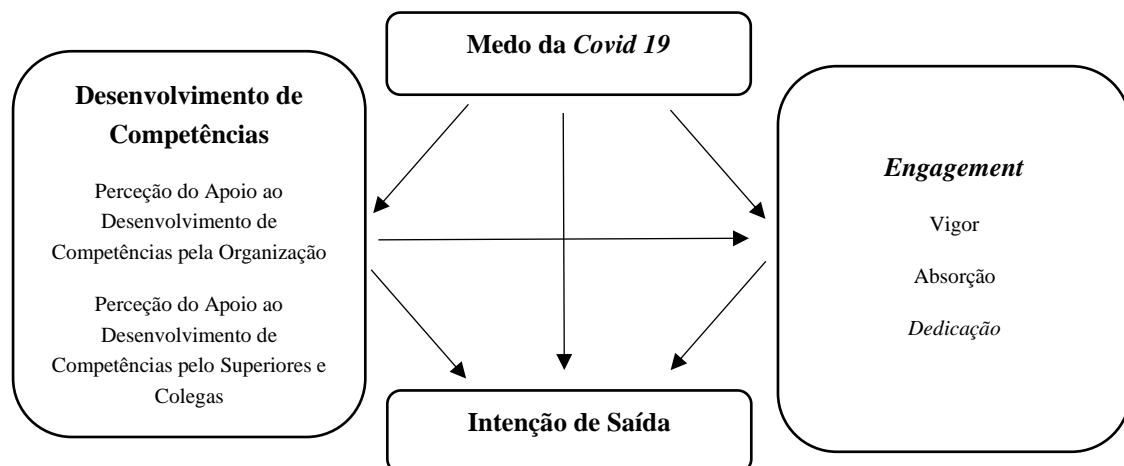 Medo da Covid 19
Desenvolvimento de
Competências
Perceção do Apoio ao
Desenvolvimento de
Competências pela Organização
Perceção do Apoio ao
Desenvolvimento de
Competências pelo Superiores e
Colegas
Engagement
Vigor
Absorção
Dedicação
Intenção de Saída